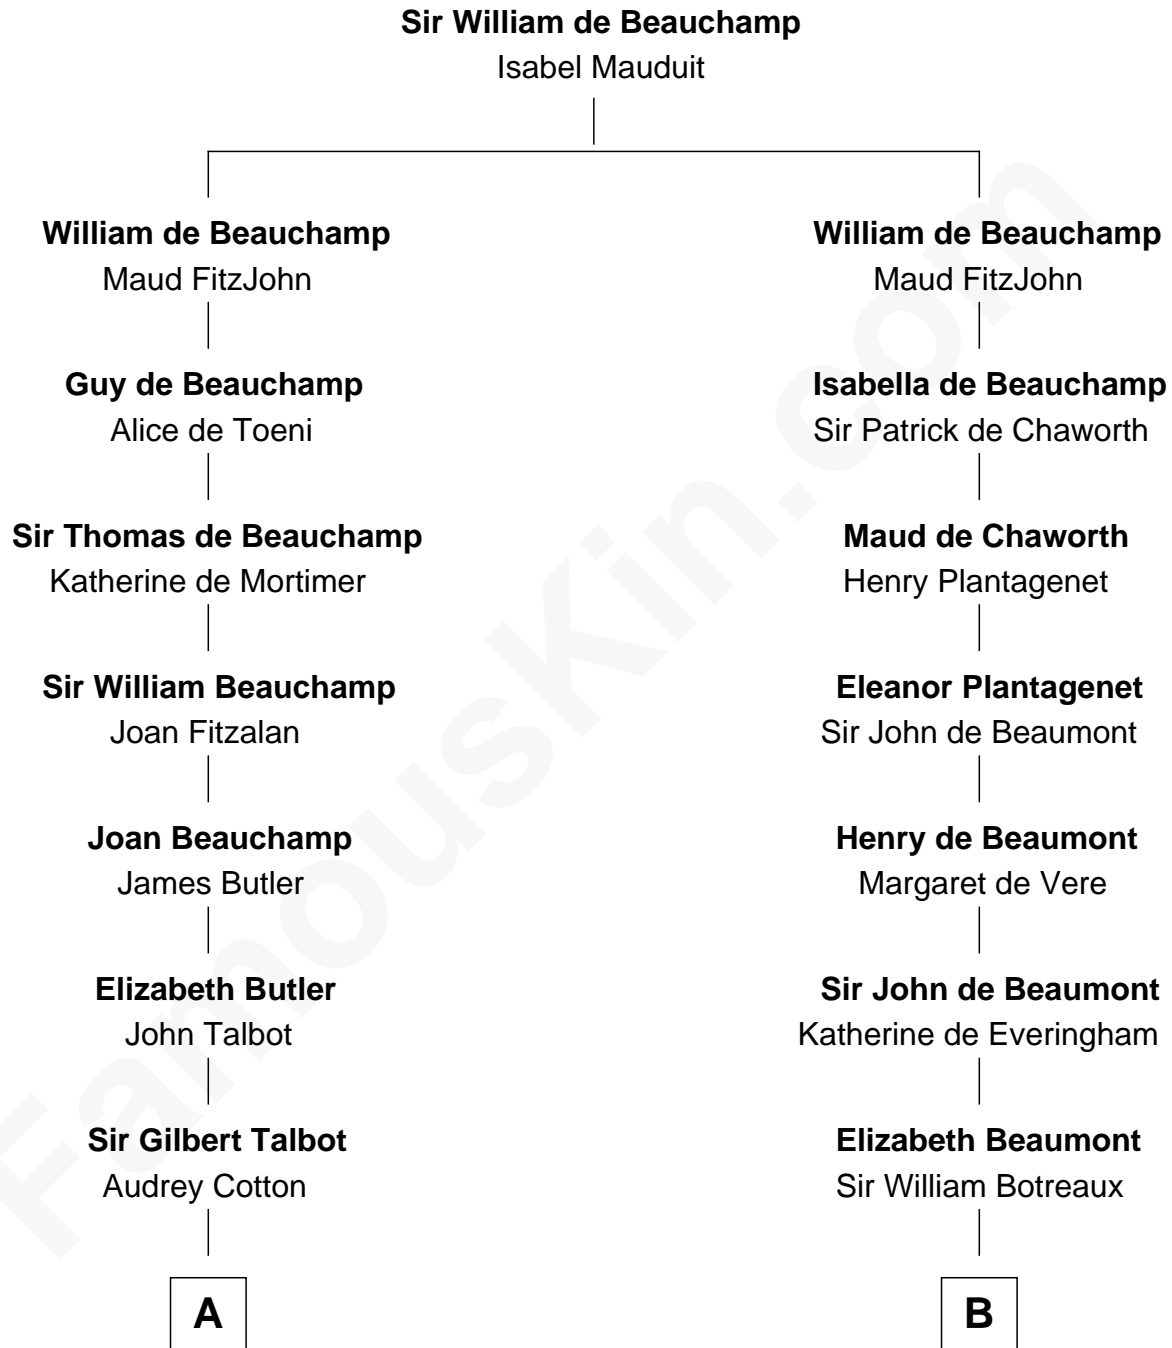 Sir William de Beauchamp
Isabel Mauduit
William de Beauchamp
Maud FitzJohn
William de Beauchamp
Maud FitzJohn
Guy de Beauchamp
Alice de Toeni
Isabella de Beauchamp
Sir Patrick de Chaworth
Sir Thomas de Beauchamp
Katherine de Mortimer
Maud de Chaworth
Henry Plantagenet
Sir William Beauchamp
Joan Fitzalan
Eleanor Plantagenet
Sir John de Beaumont
Joan Beauchamp
James Butler
Henry de Beaumont
Margaret de Vere
Elizabeth Butler
John Talbot
Sir John de Beaumont
Katherine de Everingham
Sir Gilbert Talbot
Audrey Cotton
Elizabeth Beaumont
Sir William Botreaux
A
B
FamousKin.com